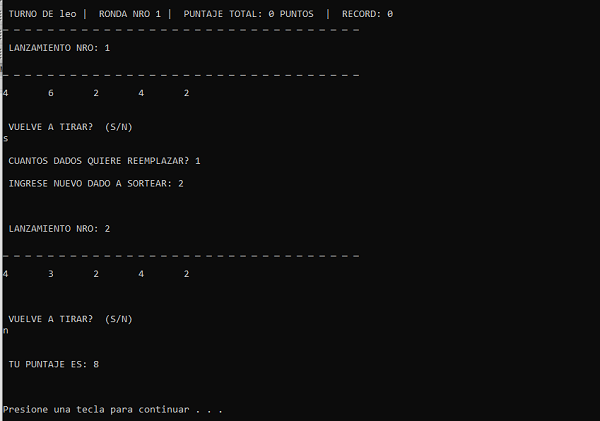 TURNO DE leo |  RONDA NRO 1 |  PUNTAJE TOTAL: 0 PUNTOS  |  RECORD: 0
_ _ _ _ _ _ _ _ _ _ _ _ _ _ _ _ _ _ _ _ _ _ _ _ _ _ _ _ _ _ _ _
LANZAMIENTO NRO: 1
_ _ _ _ _ _ _ _ _ _ _ _ _ _ _ _ _ _ _ _ _ _ _ _ _ _ _ _ _ _ _ _
4       6       2       4       2
VUELVE A TIRAR?  (S/N)
s
CUANTOS DADOS QUIERE REEMPLAZAR? 1
INGRESE NUEVO DADO A SORTEAR: 2
LANZAMIENTO NRO: 2
_ _ _ _ _ _ _ _ _ _ _ _ _ _ _ _ _ _ _ _ _ _ _ _ _ _ _ _ _ _ _ _
4       3       2       4       2
VUELVE A TIRAR?  (S/N)
n
TU PUNTAJE ES: 8
Presione una tecla para continuar . . .